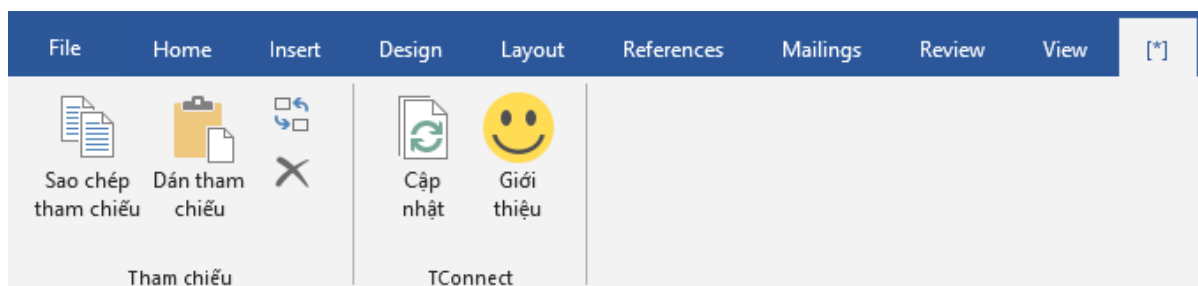 File Home Insert Design Layout References Mailings Review View [*]
Sao chép Dán tham Cập Giới
tham chiếu chiếu nhật thiệu
Tham chiếu TConnect